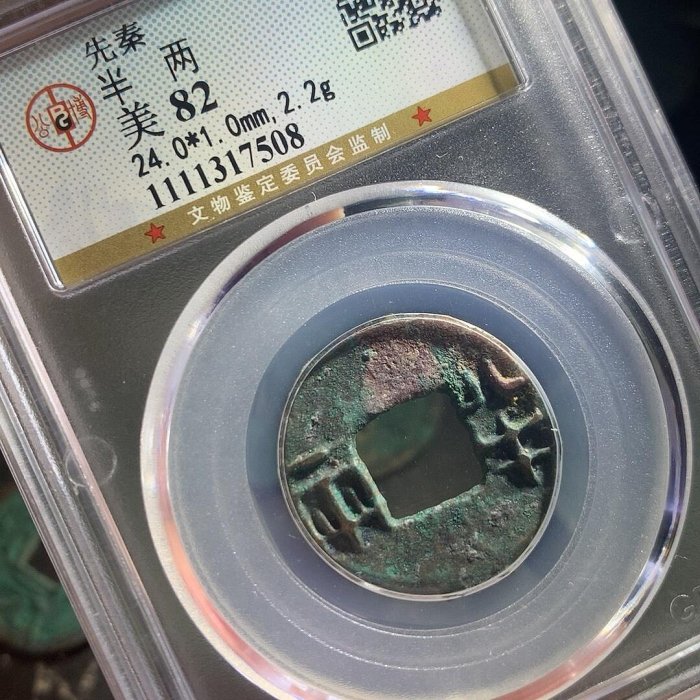 先秦
半两
美 82
24.0*1.0mm, 2.2g
1111317508
文物鉴定委员会监制
半两